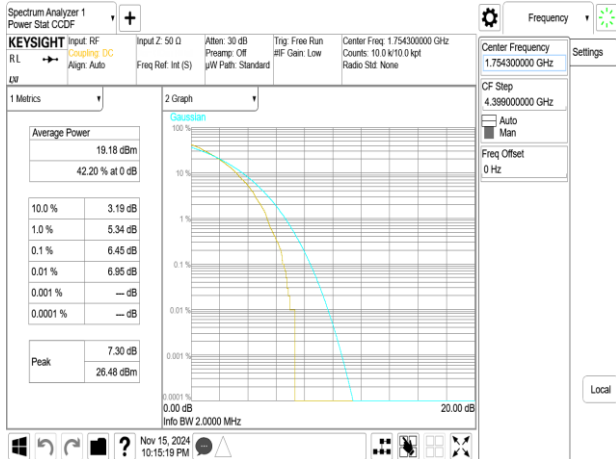 Spectrum Analyzer 1
Power Stat CCDF
Frequency
KEYSIGHT
RL
LXI
Input: RF
Coupling: DC
Align: Auto
Input Z: 50 Ω
Freq Ref: Int (S)
Atten: 30 dB
Preamp: Off
µW Path: Standard
Trig: Free Run
#IF Gain: Low
Center Freq: 1.754300000 GHz
Counts: 10.0 k/10.0 kpt
Radio Std: None
Center Frequency
1.754300000 GHz
Settings
CF Step
4.399000000 GHz
Auto
Man
Freq Offset
0 Hz
Local
1 Metrics
Average Power
19.18 dBm
42.20 % at 0 dB
10.0 % 3.19 dB
1.0 % 5.34 dB
0.1 % 6.45 dB
0.01 % 6.95 dB
0.001 % --- dB
0.0001 % --- dB
Peak
7.30 dB
26.48 dBm
2 Graph
Gaussian
100 %
10 %
1 %
0.1 %
0.01 %
0.001 %
0.0001 %
0.00 dB 20.00 dB
Info BW 2.0000 MHz
?
Nov 15, 2024
10:15:19 PM